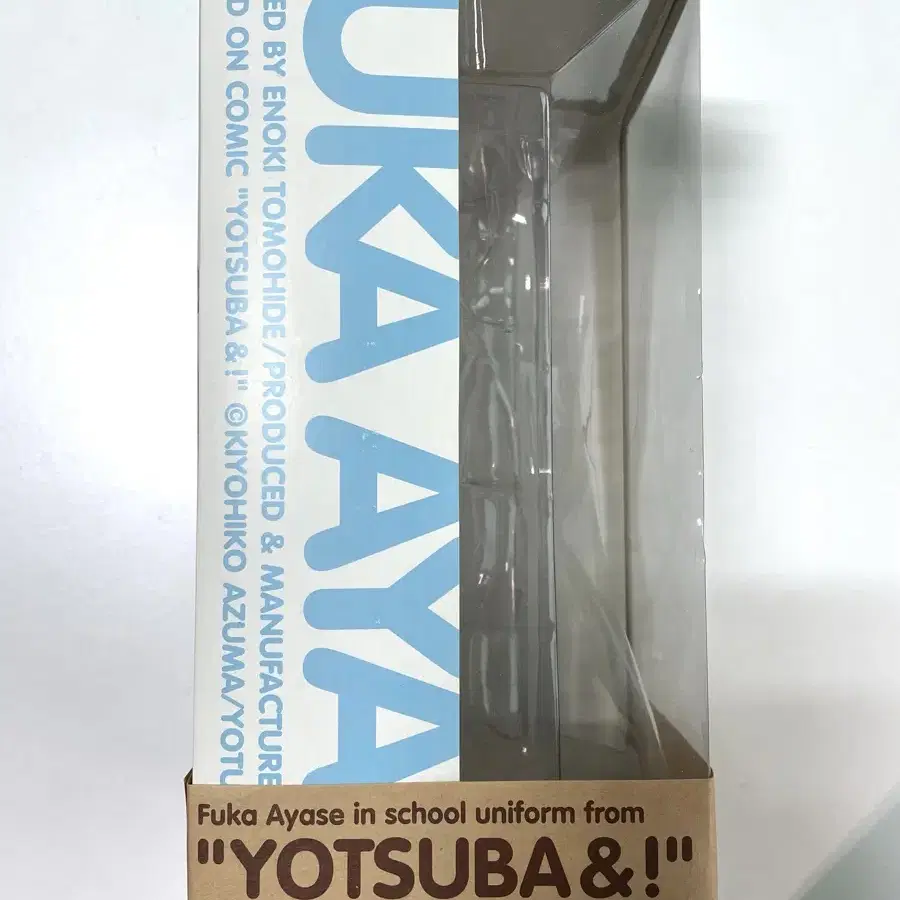 UKA AYA
ED BY ENOKI TOMOHIDE/PRODUCED & MANUFACTURE
D ON COMIC "YOTSUBA&!" ©KIYOHIKO AZUMA/YOTU
Fuka Ayase in school uniform from
"YOTSUBA&!"